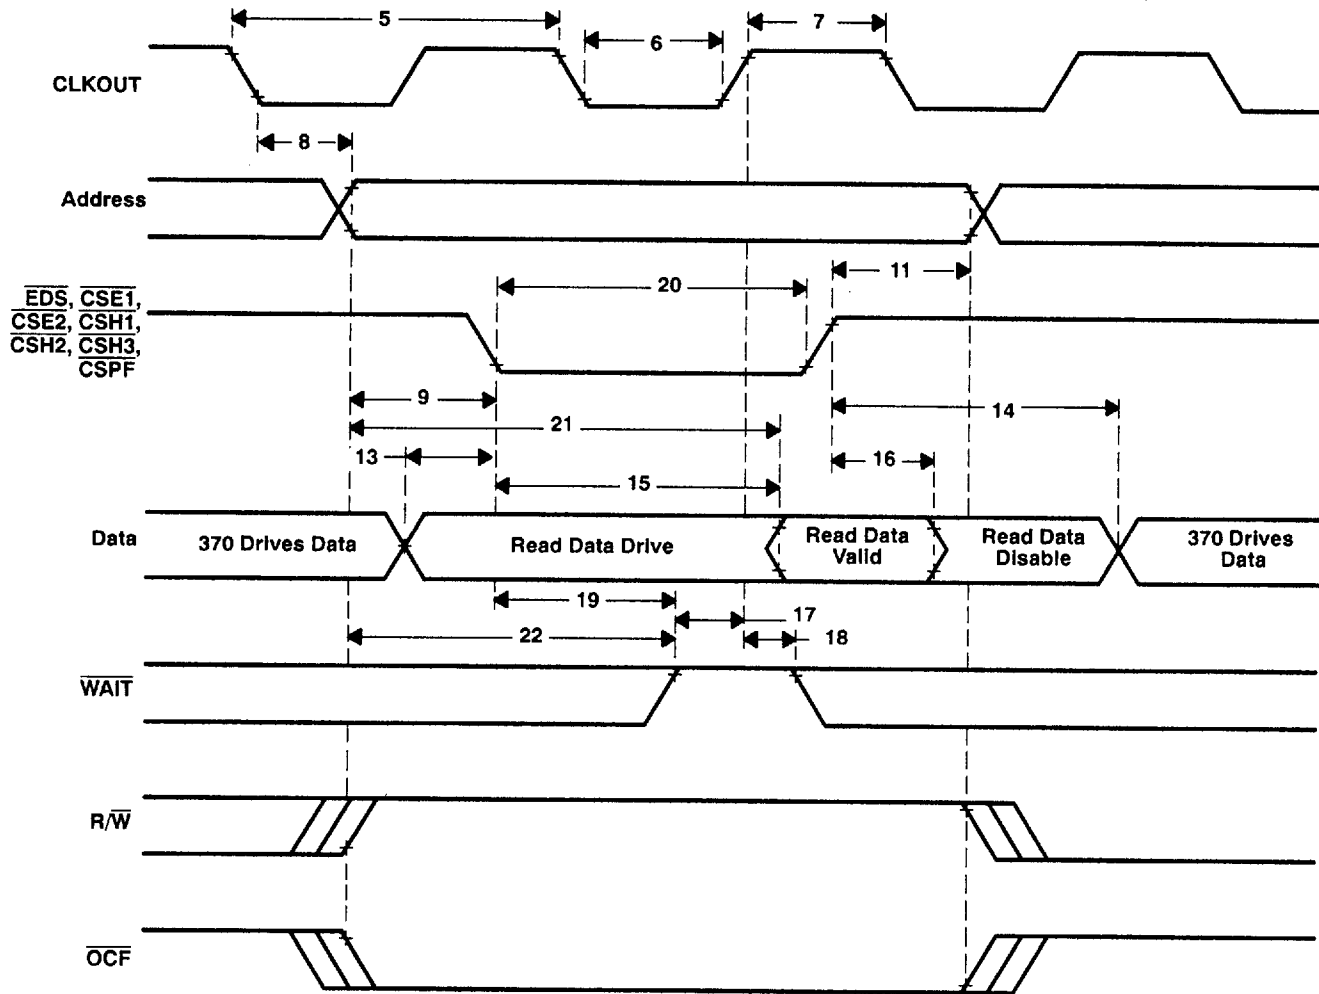 5
6
7
CLKOUT
8
Address
11
20
EDS, CSE1,
CSE2, CSH1,
CSH2, CSH3,
CSPF
9
14
21
13
16
15
Data
370 Drives Data
Read Data Drive
Read Data
Valid
Read Data
Disable
370 Drives
Data
19
17
22
18
WAIT
R/W
OCF